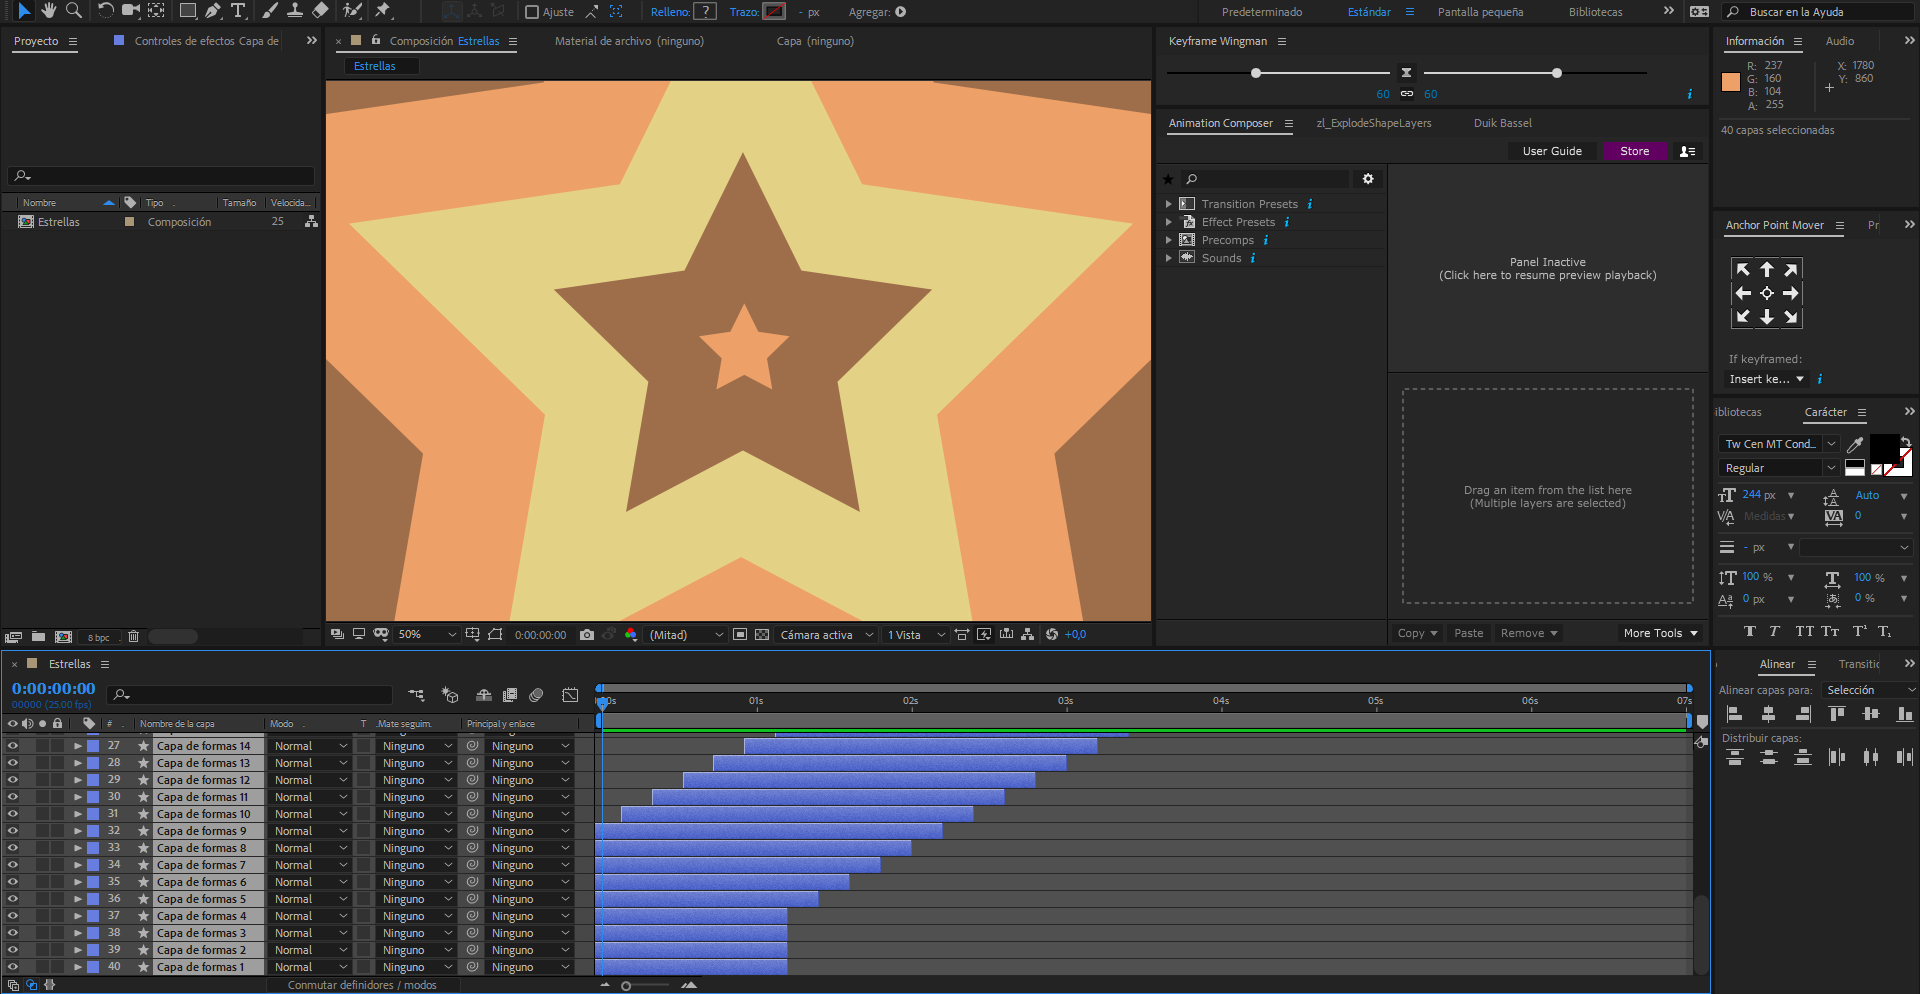 Ajuste
Relleno: ?
Trazo:
- px
Agregar:
Predeterminado
Estándar
Pantalla pequeña
Bibliotecas
Buscar en la Ayuda
Proyecto
Controles de efectos Capa de
Composición Estrellas
Material de archivo (ninguno)
Capa (ninguno)
Keyframe Wingman
Información
Audio
Estrellas
R: 237
G: 160
B: 104
A: 255
X: 1780
Y: 860
60
60
40 capas seleccionadas
Animation Composer
zl_ExplodeShapeLayers
Duik Bassel
User Guide
Store
Nombre
Tipo
Tamaño
Velocida...
Estrellas
Composición
25
Transition Presets
Effect Presets
Precomps
Sounds
Panel Inactive
(Click here to resume preview playback)
Anchor Point Mover
Pr
If keyframed:
Insert ke...
Drag an item from the list here
(Multiple layers are selected)
ibliotecas
Carácter
Tw Cen MT Cond...
Regular
244 px
Auto
Medidas
0
- px
100 %
100 %
0 px
0 %
8 bpc
50%
0:00:00:00
(Mitad)
Cámara activa
1 Vista
+0,0
Copy
Paste
Remove
More Tools
Estrellas
0:00:00:00
00000 (25.00 fps)
01s
02s
03s
04s
05s
06s
07s
Alinear
Transitic
Alinear capas para:
Selección
Distribuir capas:
#
Nombre de la capa
Modo
T
.Mate seguim.
Principal y enlace
27 Capa de formas 14 Normal Ninguno Ninguno
28 Capa de formas 13 Normal Ninguno Ninguno
29 Capa de formas 12 Normal Ninguno Ninguno
30 Capa de formas 11 Normal Ninguno Ninguno
31 Capa de formas 10 Normal Ninguno Ninguno
32 Capa de formas 9 Normal Ninguno Ninguno
33 Capa de formas 8 Normal Ninguno Ninguno
34 Capa de formas 7 Normal Ninguno Ninguno
35 Capa de formas 6 Normal Ninguno Ninguno
36 Capa de formas 5 Normal Ninguno Ninguno
37 Capa de formas 4 Normal Ninguno Ninguno
38 Capa de formas 3 Normal Ninguno Ninguno
39 Capa de formas 2 Normal Ninguno Ninguno
40 Capa de formas 1 Normal Ninguno Ninguno
Conmutar definidores / modos